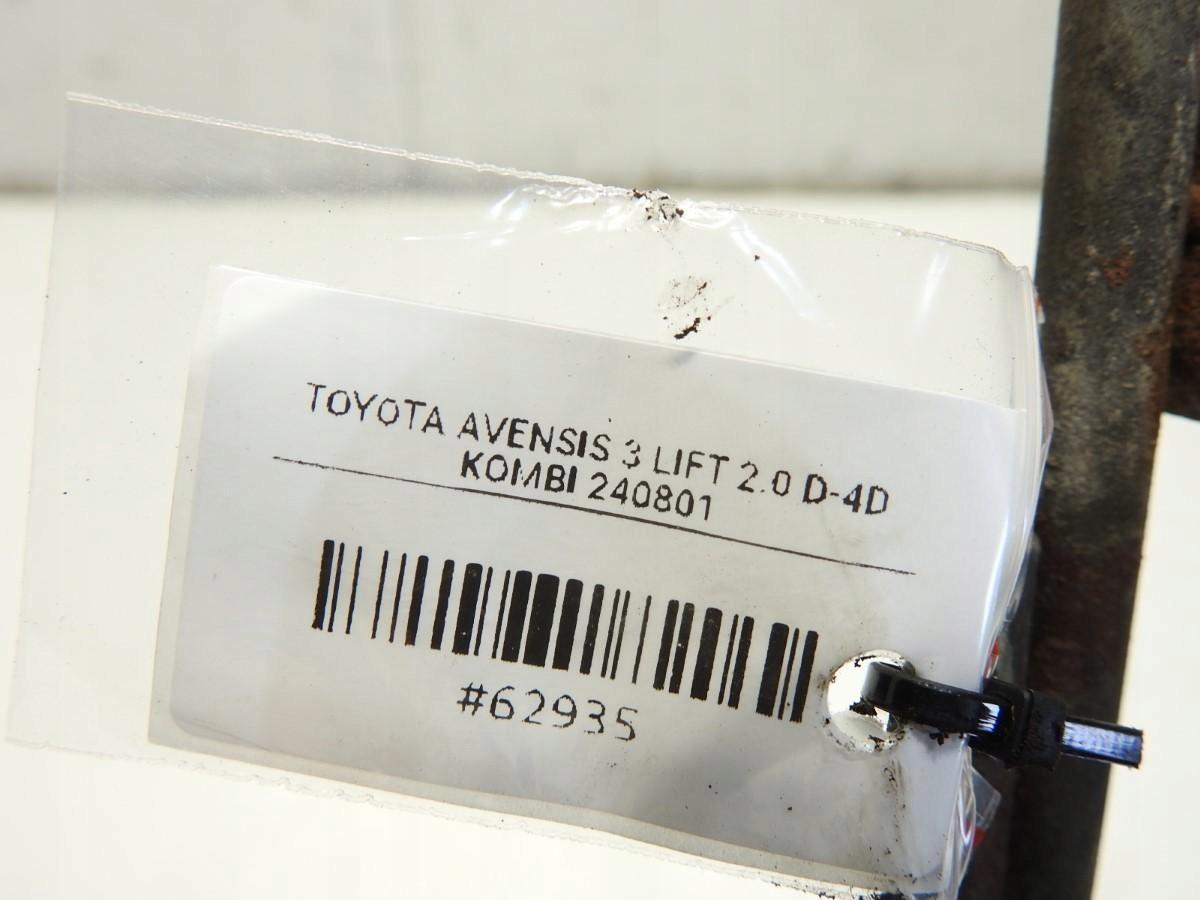 TOYOTA AVENSIS 3 LIFT 2.0 D-4D
KOMBI 240801
#62935